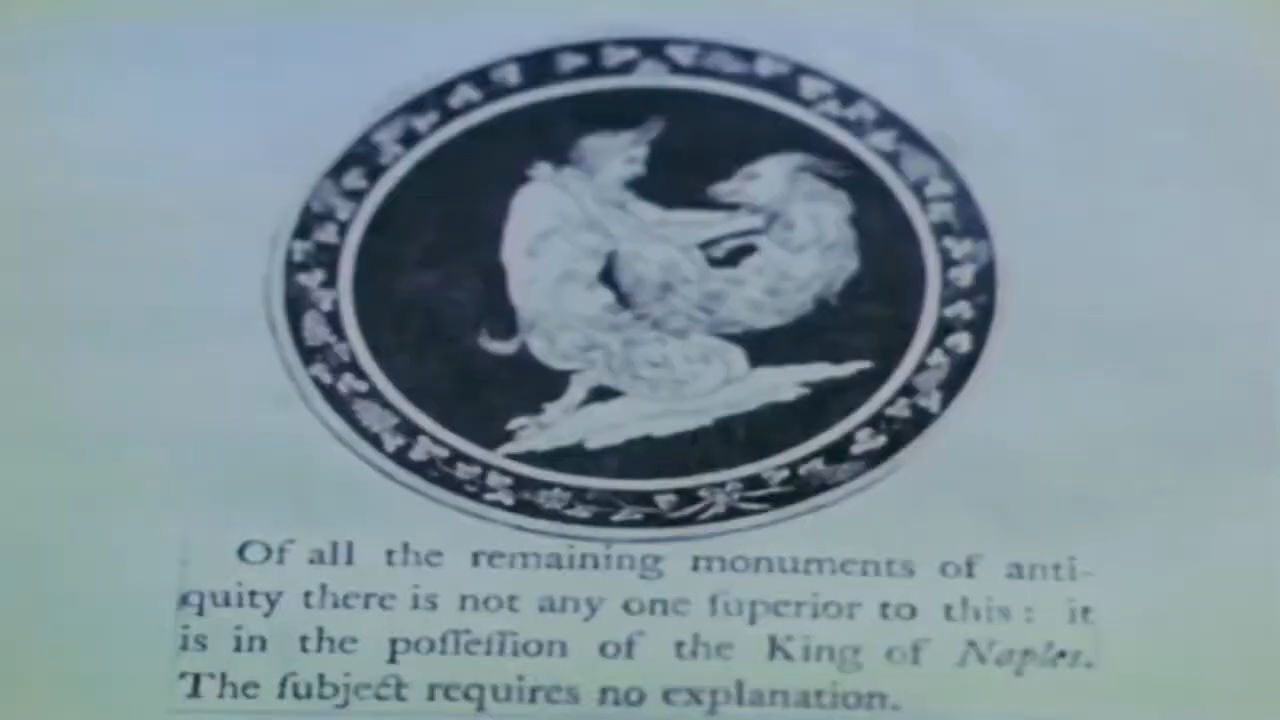 Of all the remaining monuments of anti-
quity there is not any one ſuperior to this: it
is in the poſſeſſion of the King of Naples.
The ſubject requires no explanation.